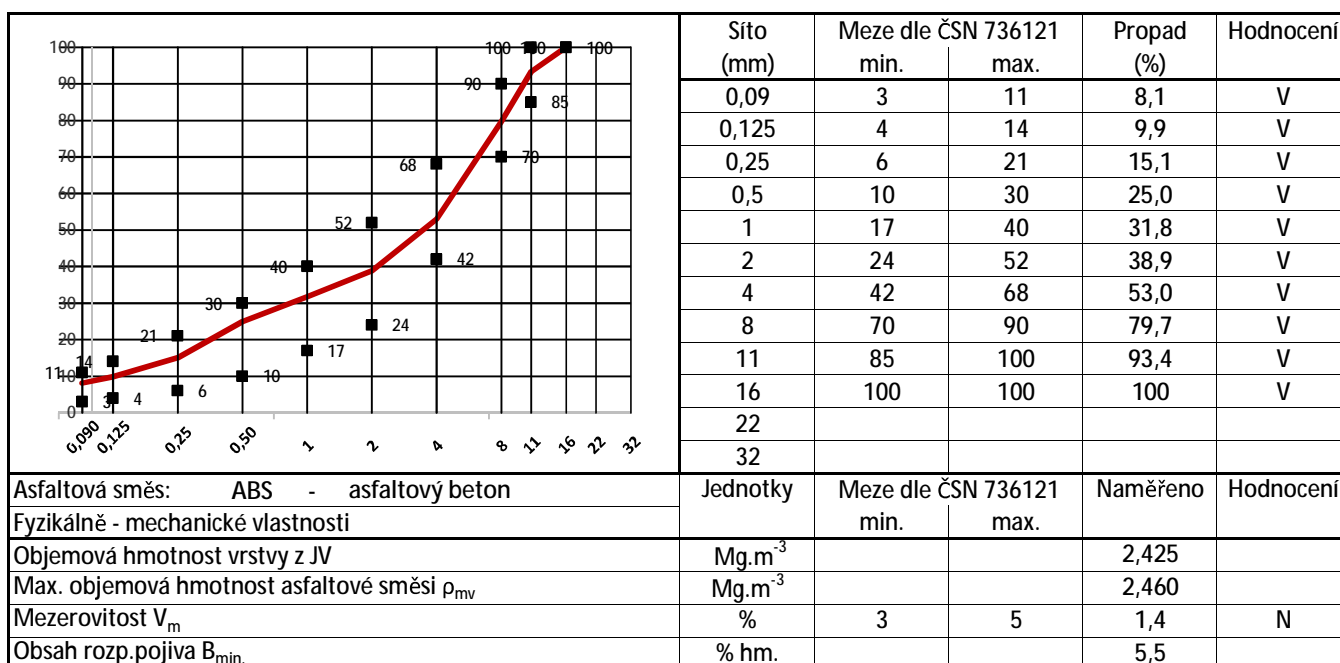 100
90
80
70
60
50
40
30
20
10
0
100 100 100
90
85
68
70
52
42
40
30
24
21
17
14
11
10
6
4
3
0,090 0,125 0,25 0,50 1 2 4 8 11 16 22 32
Síto Meze dle ČSN 736121 Propad Hodnocení
(mm) min. max. (%)
0,09 3 11 8,1 V
0,125 4 14 9,9 V
0,25 6 21 15,1 V
0,5 10 30 25,0 V
1 17 40 31,8 V
2 24 52 38,9 V
4 42 68 53,0 V
8 70 90 79,7 V
11 85 100 93,4 V
16 100 100 100 V
22
32
Asfaltová směs: ABS - asfaltový beton Jednotky Meze dle ČSN 736121 Naměřeno Hodnocení
Fyzikálně - mechanické vlastnosti min. max.
Objemová hmotnost vrstvy z JV Mg.m-3 2,425
Max. objemová hmotnost asfaltové směsi ρmv Mg.m-3 2,460
Mezerovitost Vm % 3 5 1,4 N
Obsah rozp.pojiva Bmin. % hm. 5,5